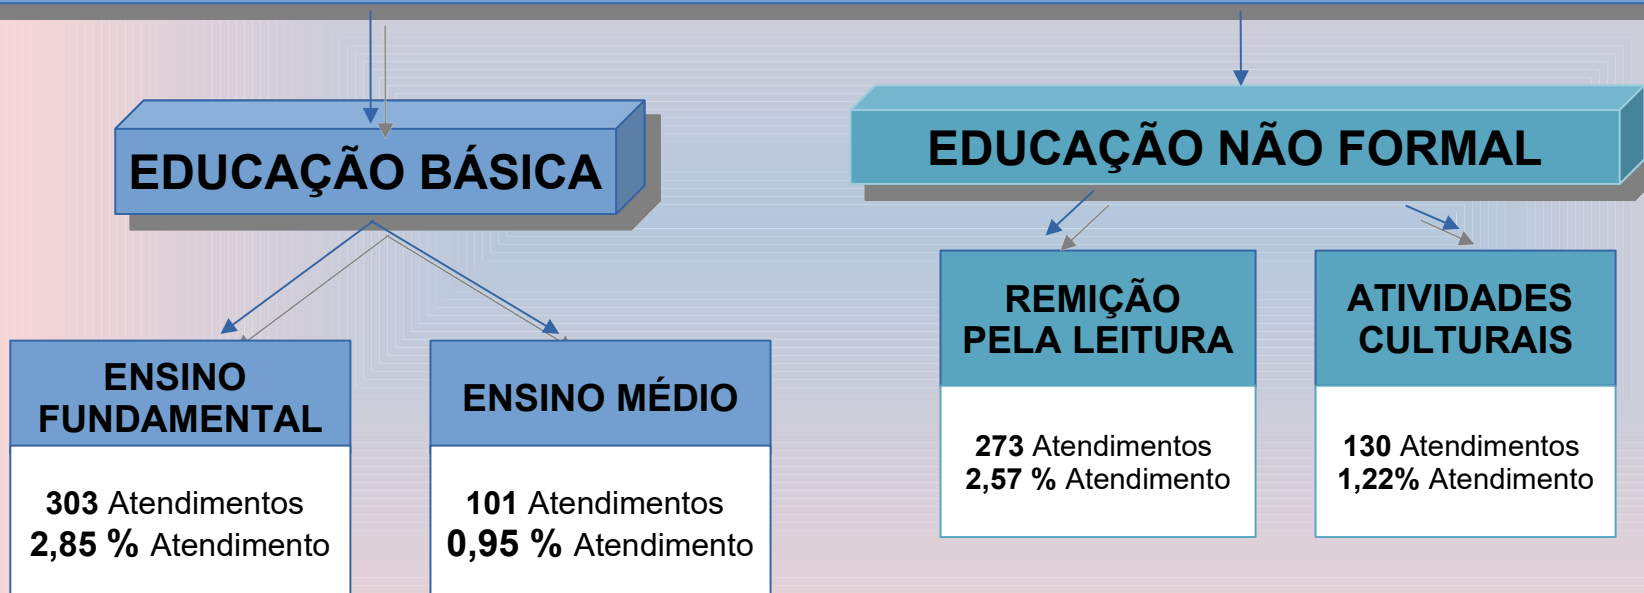 EDUCAÇÃO BÁSICA
ENSINO
FUNDAMENTAL
303 Atendimentos
2,85 % Atendimento
ENSINO MÉDIO
101 Atendimentos
0,95 % Atendimento
EDUCAÇÃO NÃO FORMAL
REMIÇÃO
PELA LEITURA
273 Atendimentos
2,57 % Atendimento
ATIVIDADES
CULTURAIS
130 Atendimentos
1,22% Atendimento